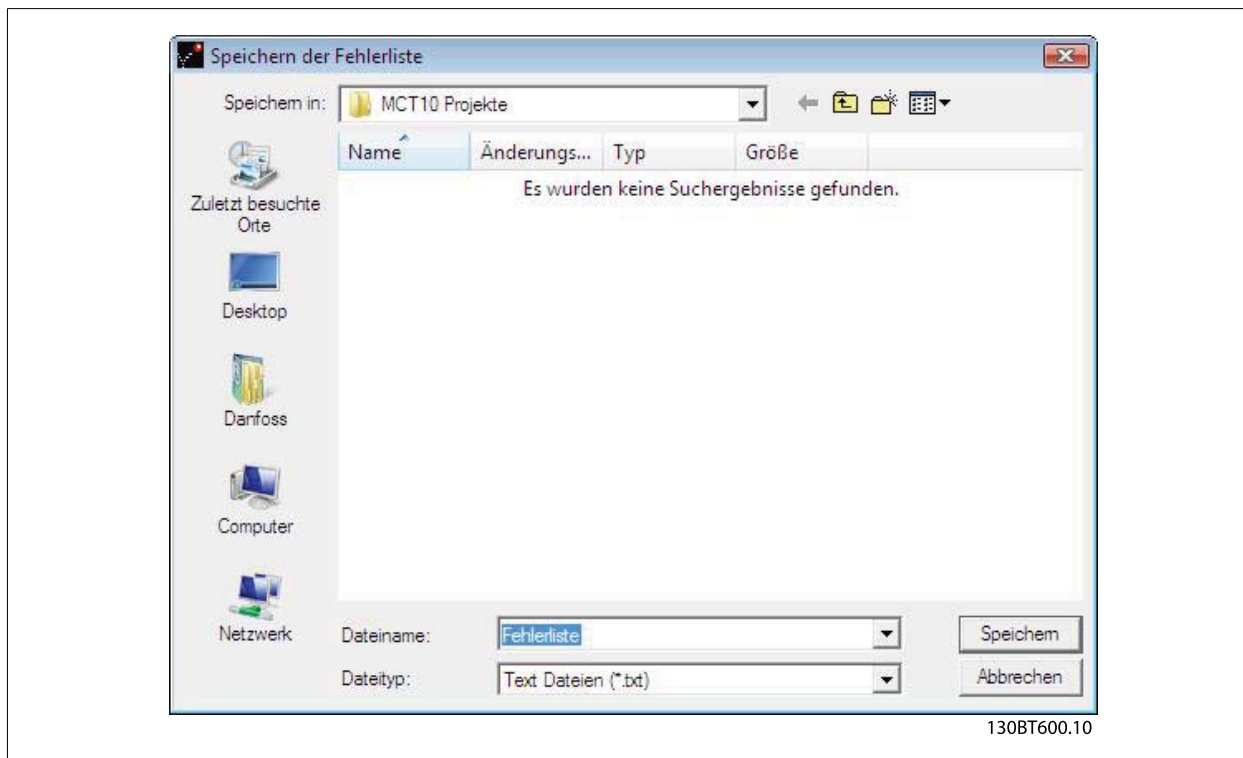 Speichern der Fehlerliste
Speichern in:
MCT10 Projekte
Name
Änderungs...
Typ
Größe
Es wurden keine Suchergebnisse gefunden.
Zuletzt besuchte
Orte
Desktop
Danfoss
Computer
Netzwerk
Dateiname:
Fehlerliste
Speichern
Dateityp:
Text Dateien (*.txt)
Abbrechen
130BT600.10